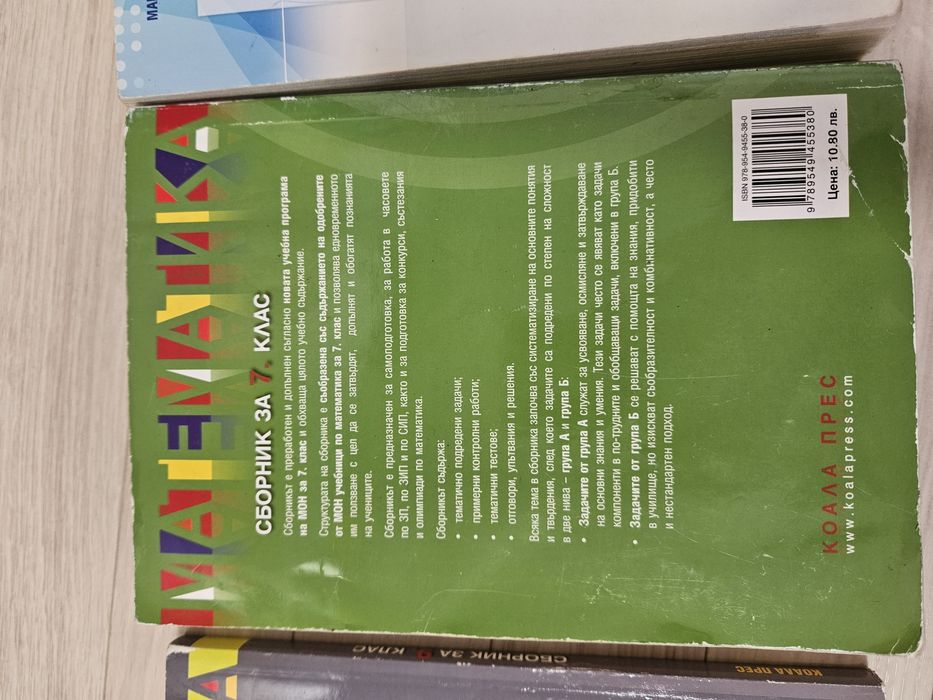 МА
МАТЕМАТИКА
СБОРНИК ЗА 7. КЛАС
Сборникът е преработен и допълнен съгласно новата учебна програма
на МОН за 7. клас и обхваща цялото учебно съдържание.
Структурата на сборника е съобразена със съдържанието на одобрените
от МОН учебници по математика за 7. клас и позволява едновременното
им ползване с цел да се затвърдят, допълнят и обогатят познанията
на учениците.
Сборникът е предназначен за самоподготовка, за работа в часовете
по ЗП, по ЗИП и по СИП, както и за подготовка за конкурси, състезания
и олимпиади по математика.
Сборникът съдържа:
• тематично подредени задачи;
• примерни контролни работи;
• тематични тестове;
• отговори, упътвания и решения.
Всяка тема в сборника започва със систематизиране на основните понятия
и твърдения, след което задачите са подредени по степен на сложност
в две нива – група А и група Б:
• Задачите от група А служат за усвояване, осмисляне и затвърждаване
на основни знания и умения. Тези задачи често се явяват като задачи
компоненти в по-трудните и обобщаващи задачи, включени в група Б.
• Задачите от група Б се решават с помощта на знания, придобити
в училище, но изискват съобразителност и комбинативност, а често
и нестандартен подход.
КОАЛА ПРЕС
www.koalapress.com
ISBN 978-954-9455-38-0
9 789549 455380
Цена: 10.80 лв.
А
СБОРНИК ЗА 9 КЛАС
КОАЛА ПРЕС